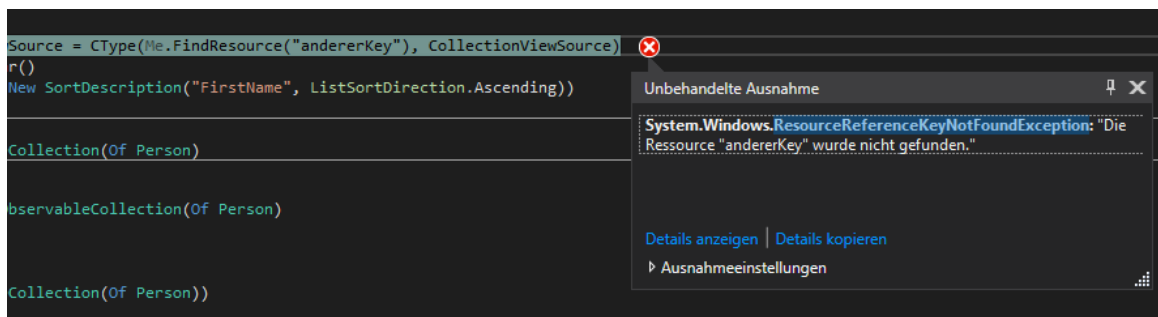 Source = CType(Me.FindResource("andererKey"), CollectionViewSource)
r()
New SortDescription("FirstName", ListSortDirection.Ascending))
Collection(Of Person)
bservableCollection(Of Person)
Collection(Of Person))
Unbehandelte Ausnahme
System.Windows.ResourceReferenceKeyNotFoundException: "Die
Ressource "andererKey" wurde nicht gefunden."
Details anzeigen | Details kopieren
Ausnahmeeinstellungen